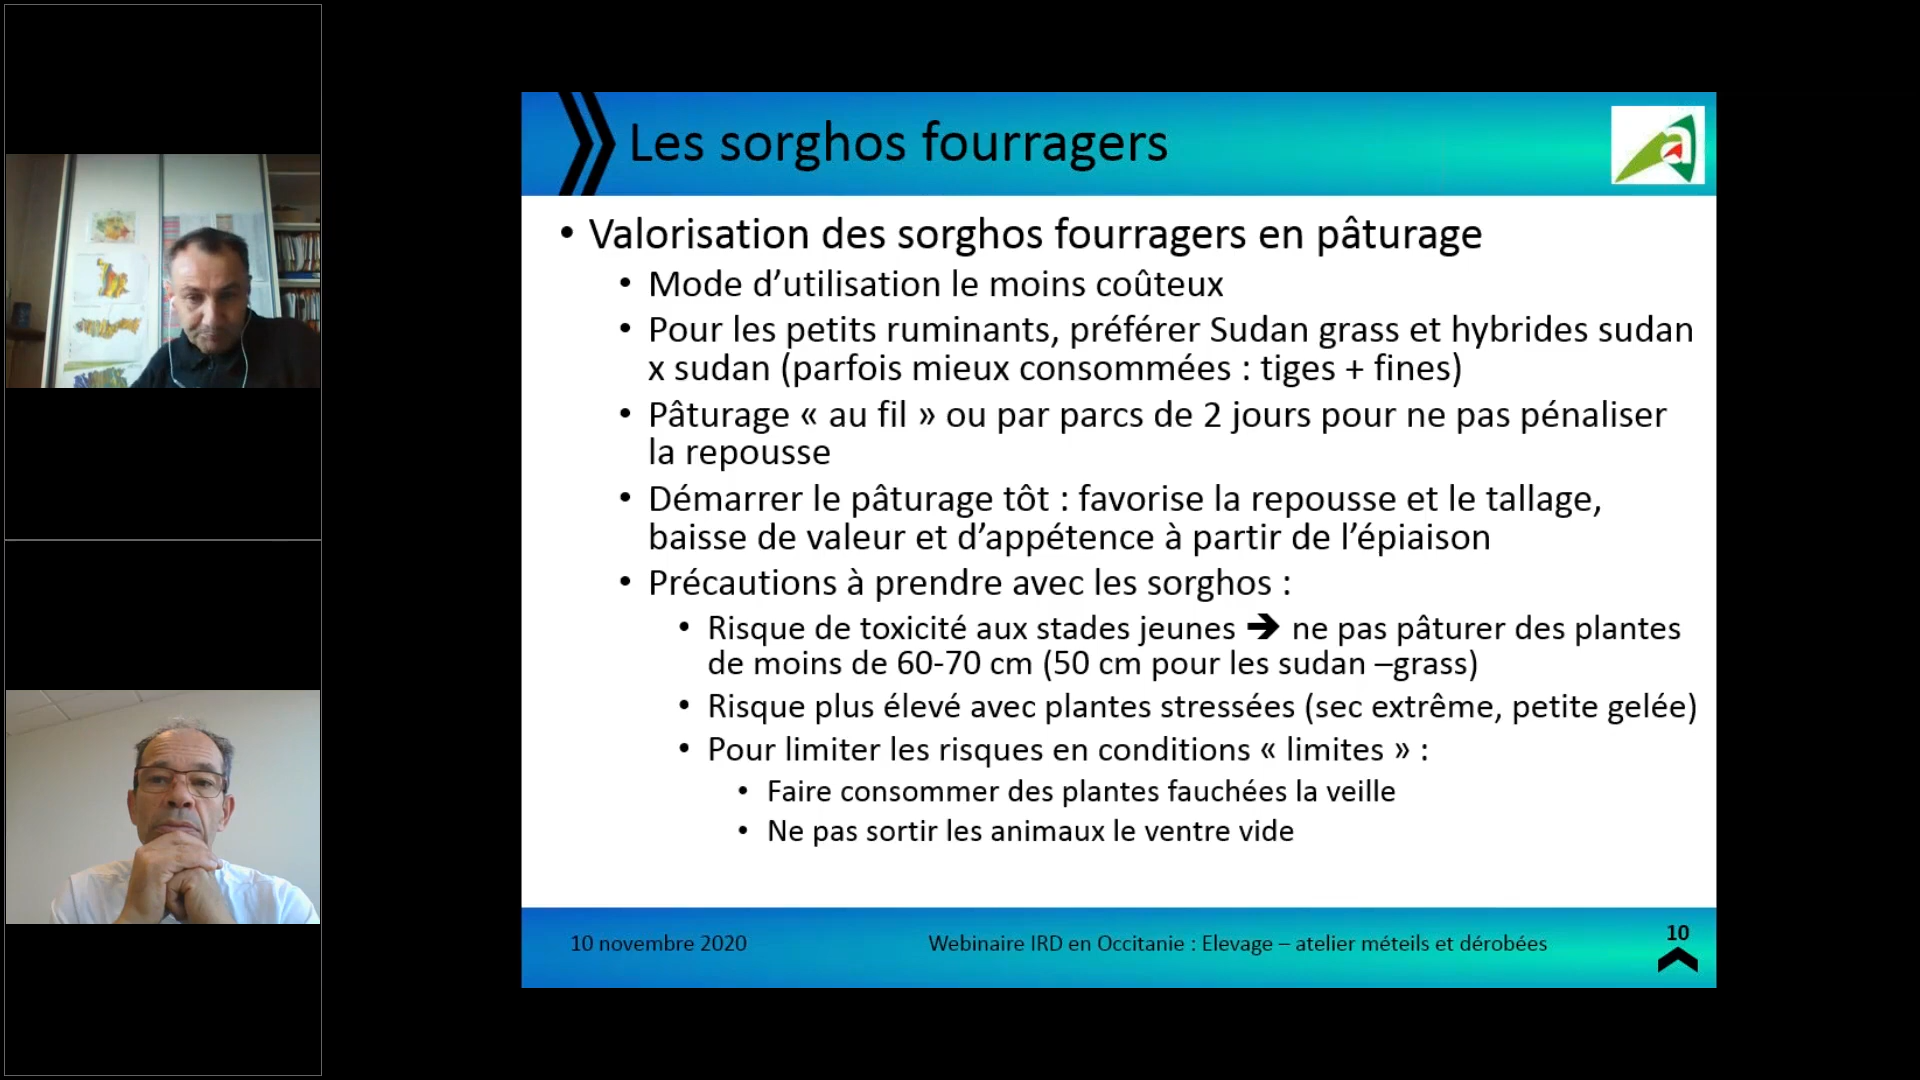 Les sorghos fourragers
• Valorisation des sorghos fourragers en pâturage
• Mode d’utilisation le moins coûteux
• Pour les petits ruminants, préférer Sudan grass et hybrides sudan
x sudan (parfois mieux consommées : tiges + fines)
• Pâturage « au fil » ou par parcs de 2 jours pour ne pas pénaliser
la repousse
• Démarrer le pâturage tôt : favorise la repousse et le tallage,
baisse de valeur et d’appétence à partir de l’épiaison
• Précautions à prendre avec les sorghos :
• Risque de toxicité aux stades jeunes ➔ ne pas pâturer des plantes
de moins de 60-70 cm (50 cm pour les sudan –grass)
• Risque plus élevé avec plantes stressées (sec extrême, petite gelée)
• Pour limiter les risques en conditions « limites » :
• Faire consommer des plantes fauchées la veille
• Ne pas sortir les animaux le ventre vide
10 novembre 2020
Webinaire IRD en Occitanie : Elevage – atelier méteils et dérobées
10